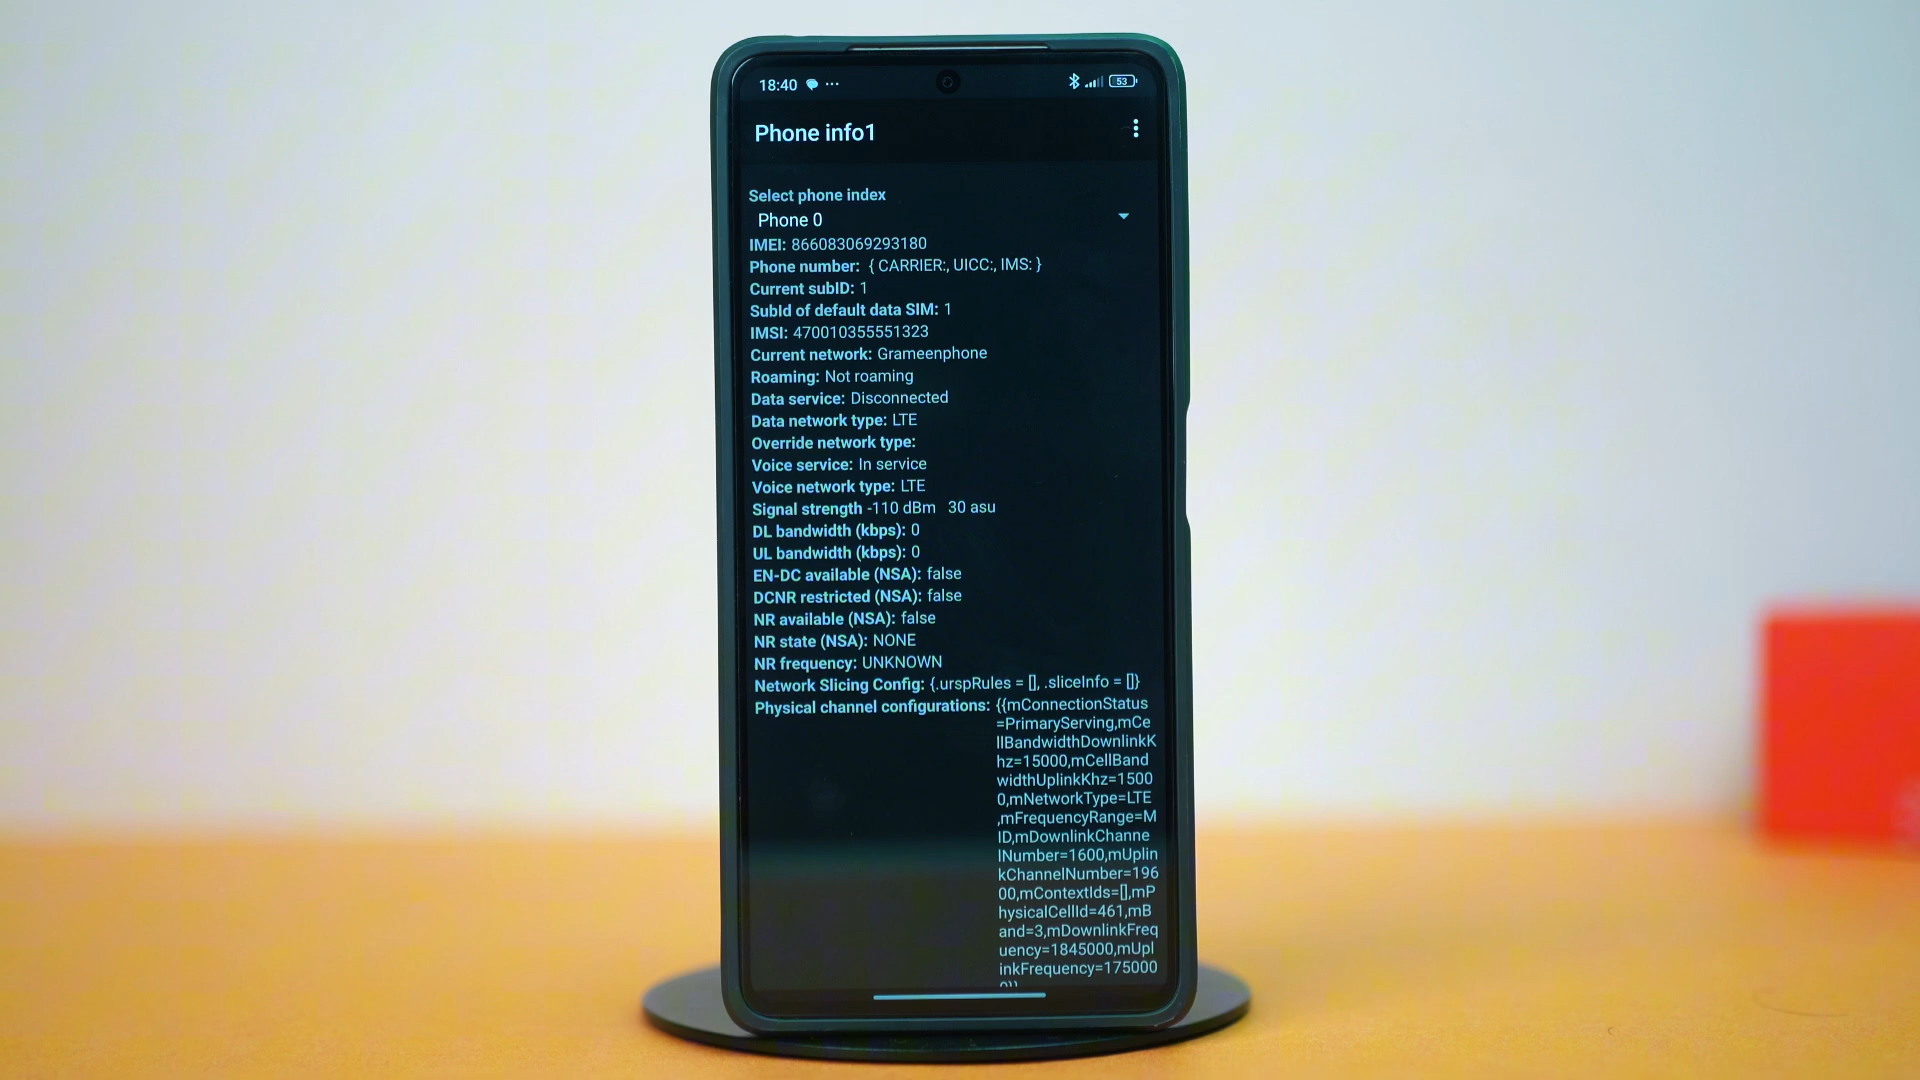 18:40 53
Phone info1
Select phone index
Phone 0
IMEI: 866083069293180
Phone number: { CARRIER:, UICC:, IMS: }
Current subID: 1
SubId of default data SIM: 1
IMSI: 470010355551323
Current network: Grameenphone
Roaming: Not roaming
Data service: Disconnected
Data network type: LTE
Override network type:
Voice service: In service
Voice network type: LTE
Signal strength -110 dBm 30 asu
DL bandwidth (kbps): 0
UL bandwidth (kbps): 0
EN-DC available (NSA): false
DCNR restricted (NSA): false
NR available (NSA): false
NR state (NSA): NONE
NR frequency: UNKNOWN
Network Slicing Config: {.urspRules = [], .sliceInfo = []}
Physical channel configurations: {{mConnectionStatus
=PrimaryServing,mCe
llBandwidthDownlinkK
hz=15000,mCellBand
widthUplinkKhz=1500
0,mNetworkType=LTE
,mFrequencyRange=M
ID,mDownlinkChanne
lNumber=1600,mUplin
kChannelNumber=196
00,mContextIds=[],mP
hysicalCellId=461,mB
and=3,mDownlinkFreq
uency=1845000,mUpl
inkFrequency=175000
0}}